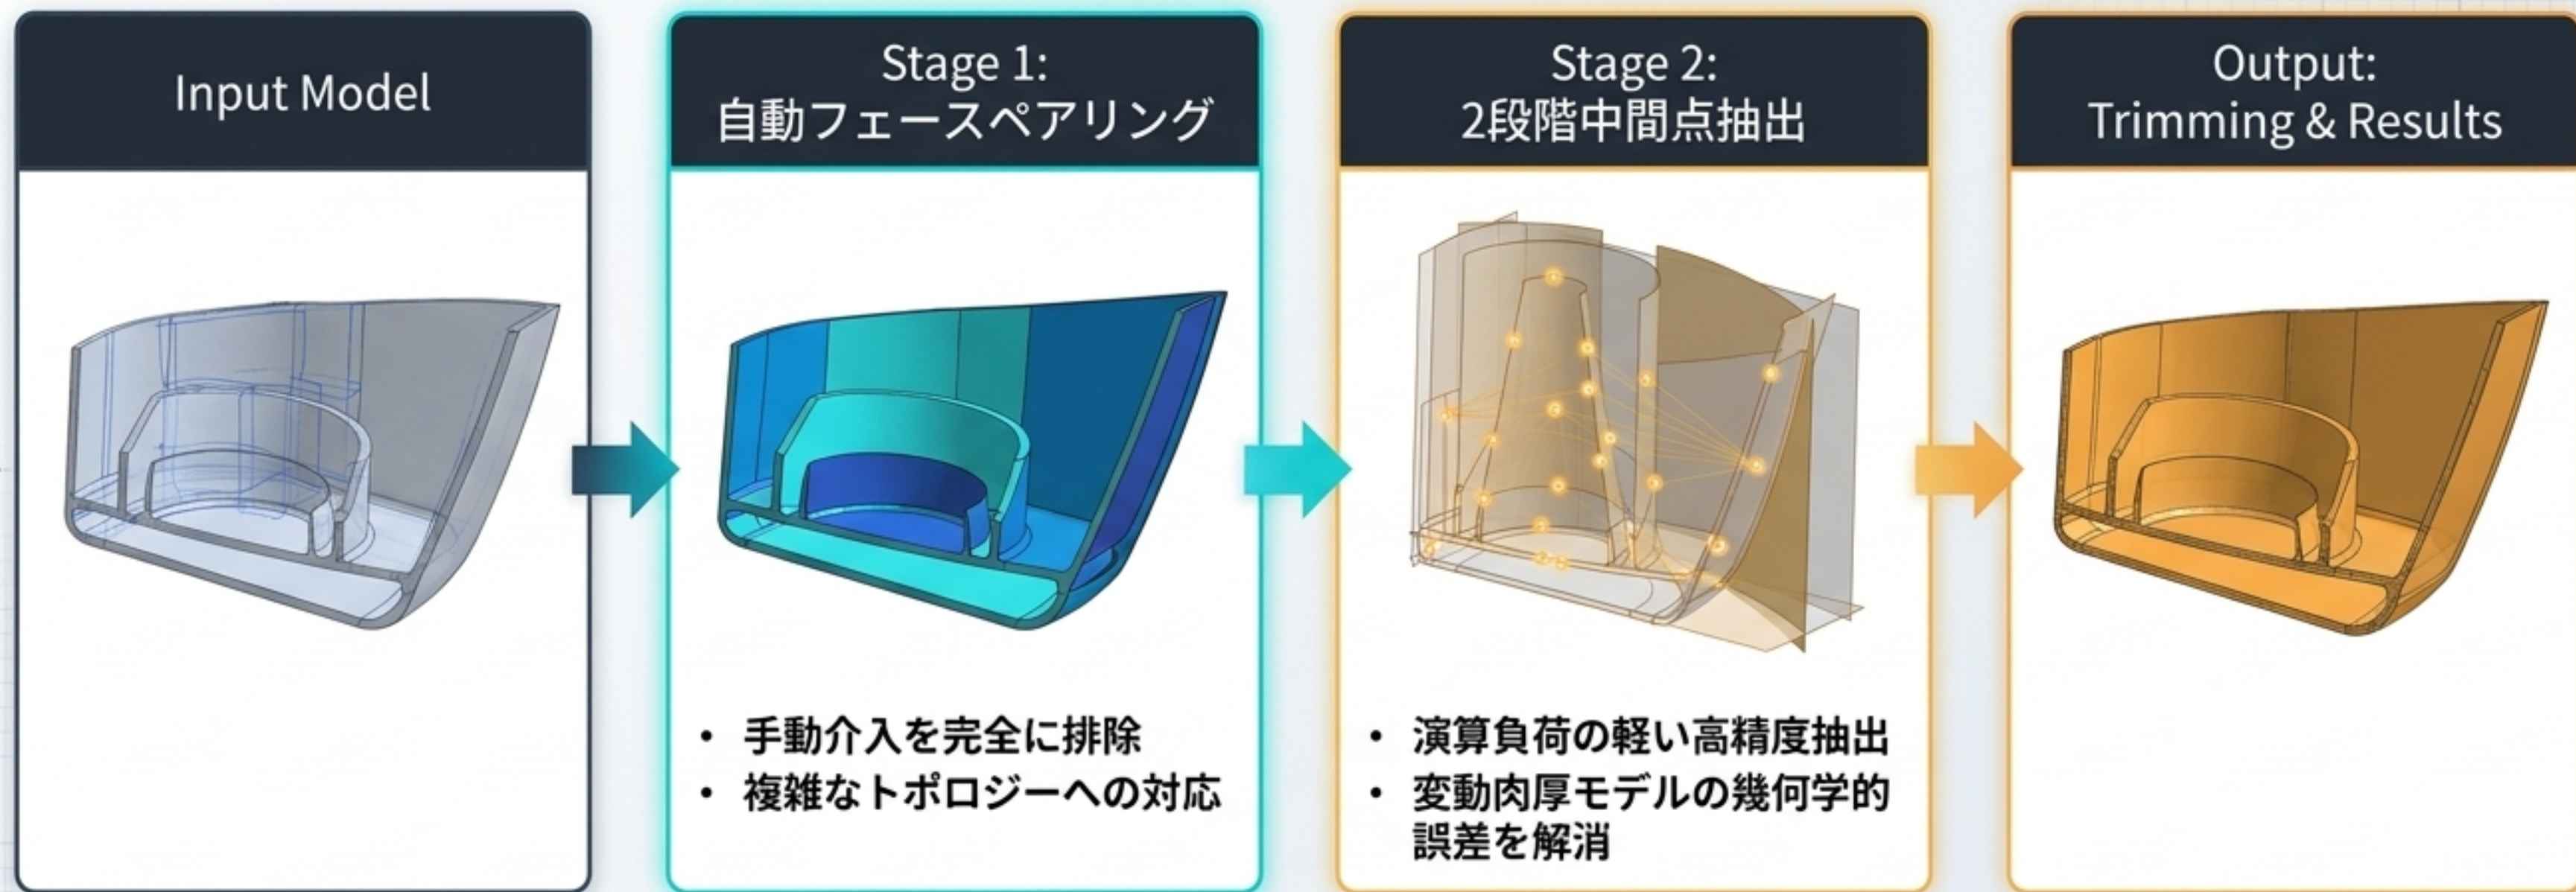 Input Model
Stage 1:
自動フェースペアリング
• 手動介入を完全に排除
• 複雑なトポロジーへの対応
Stage 2:
2段階中間点抽出
• 演算負荷の軽い高精度抽出
• 変動肉厚モデルの幾何学的
誤差を解消
Output:
Trimming & Results